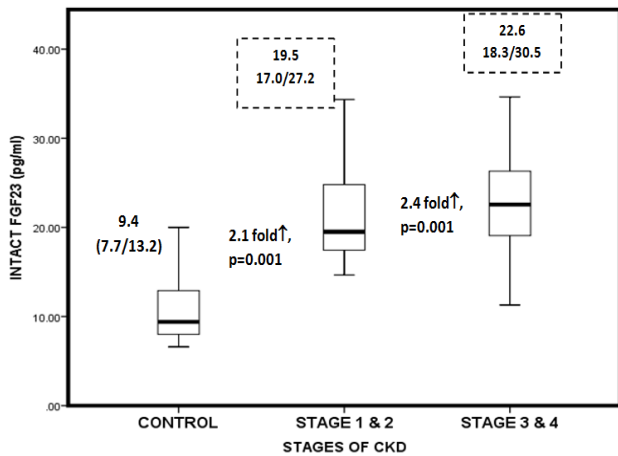 40.00
30.00
20.00
10.00
.00
INTACT FGF23 (pg/ml)
9.4
(7.7/13.2)
19.5
17.0/27.2
2.1 fold↑,
p=0.001
22.6
18.3/30.5
2.4 fold↑,
p=0.001
CONTROL
STAGE 1 & 2
STAGE 3 & 4
STAGES OF CKD